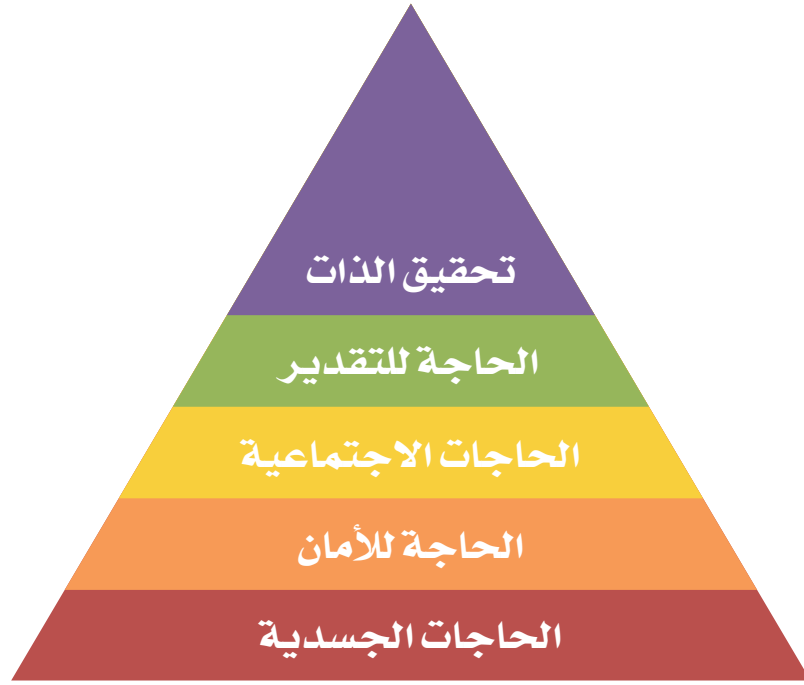 تحقيق الذات
الحاجة للتقدير
الحاجات الاجتماعية
الحاجة للأمان
الحاجات الجسدية